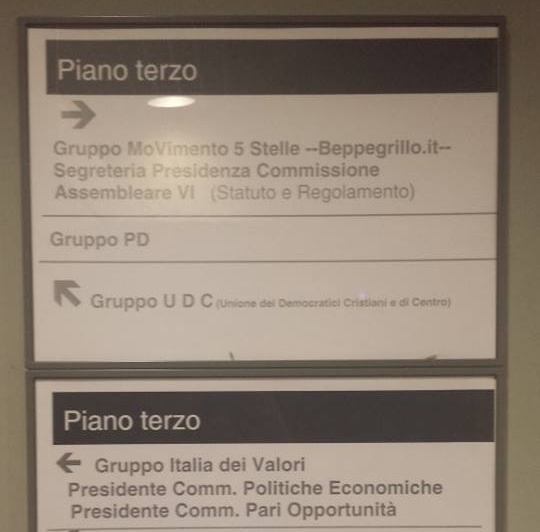 Piano terzo
Gruppo MoVimento 5 Stelle --Beppegrillo.it--
Segreteria Presidenza Commissione
Assembleare VI (Statuto e Regolamento)
Gruppo PD
Gruppo U D C (Unione dei Democratici Cristiani e di Centro)
Piano terzo
Gruppo Italia dei Valori
Presidente Comm. Politiche Economiche
Presidente Comm. Pari Opportunità